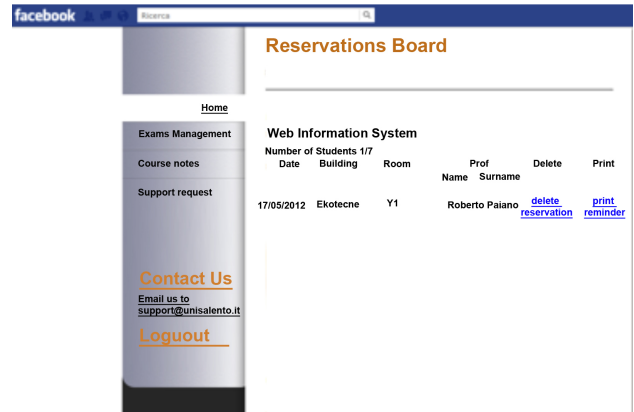 facebook Ricerca
Reservations Board
Home
Exams Management
Course notes
Support request
Contact Us
Email us to
support@unisalento.it
Loguout
Web Information System
Number of Students 1/7
Date Building Room Prof Delete Print
Name Surname
17/05/2012 Ekotecne Y1 Roberto Paiano delete reservation print reminder